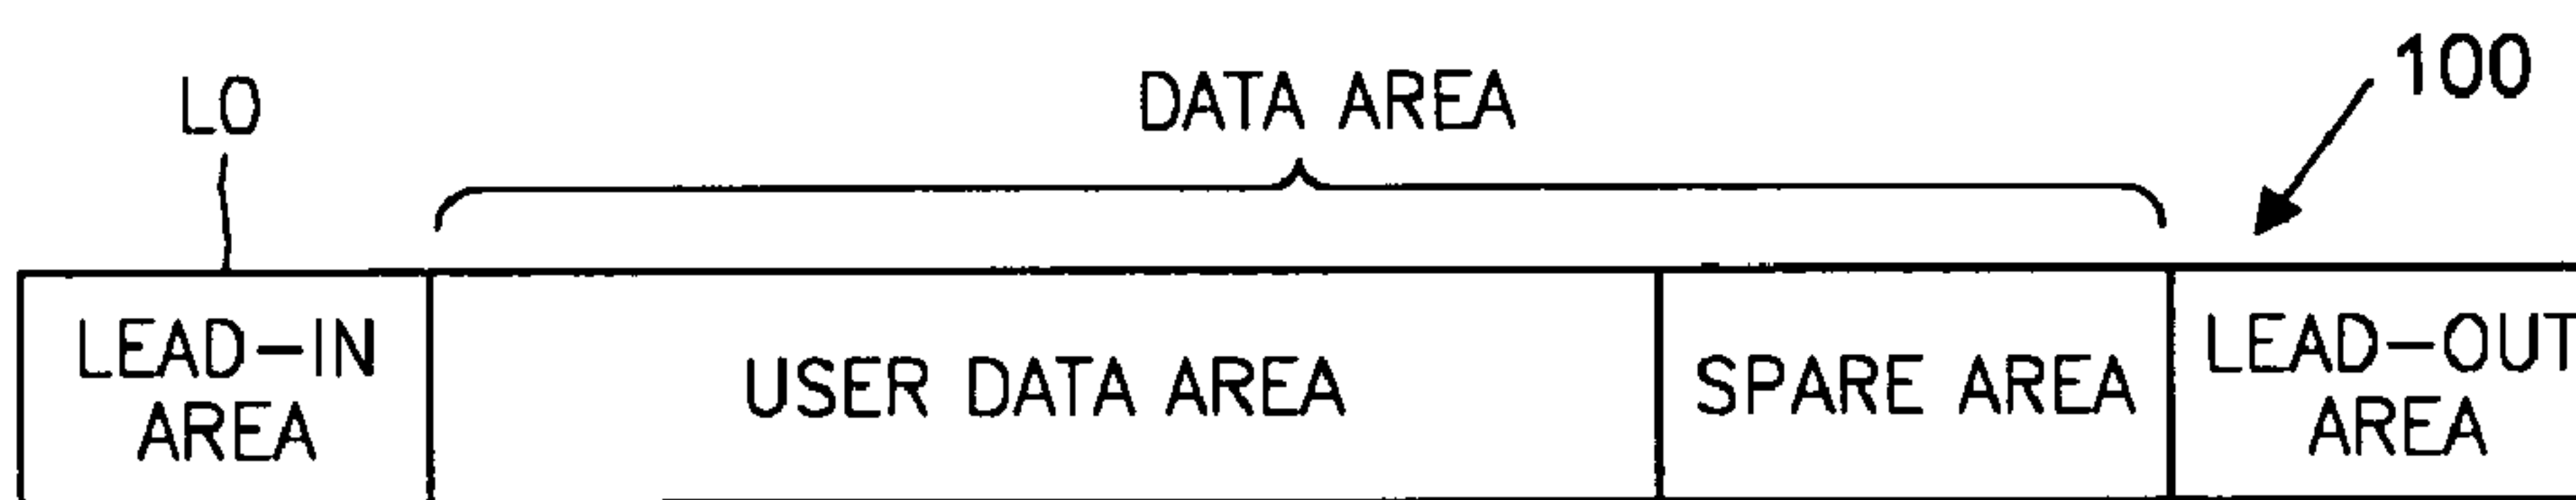 LO
DATA AREA
100
LEAD-IN
AREA
USER DATA AREA
SPARE AREA
LEAD-OUT
AREA